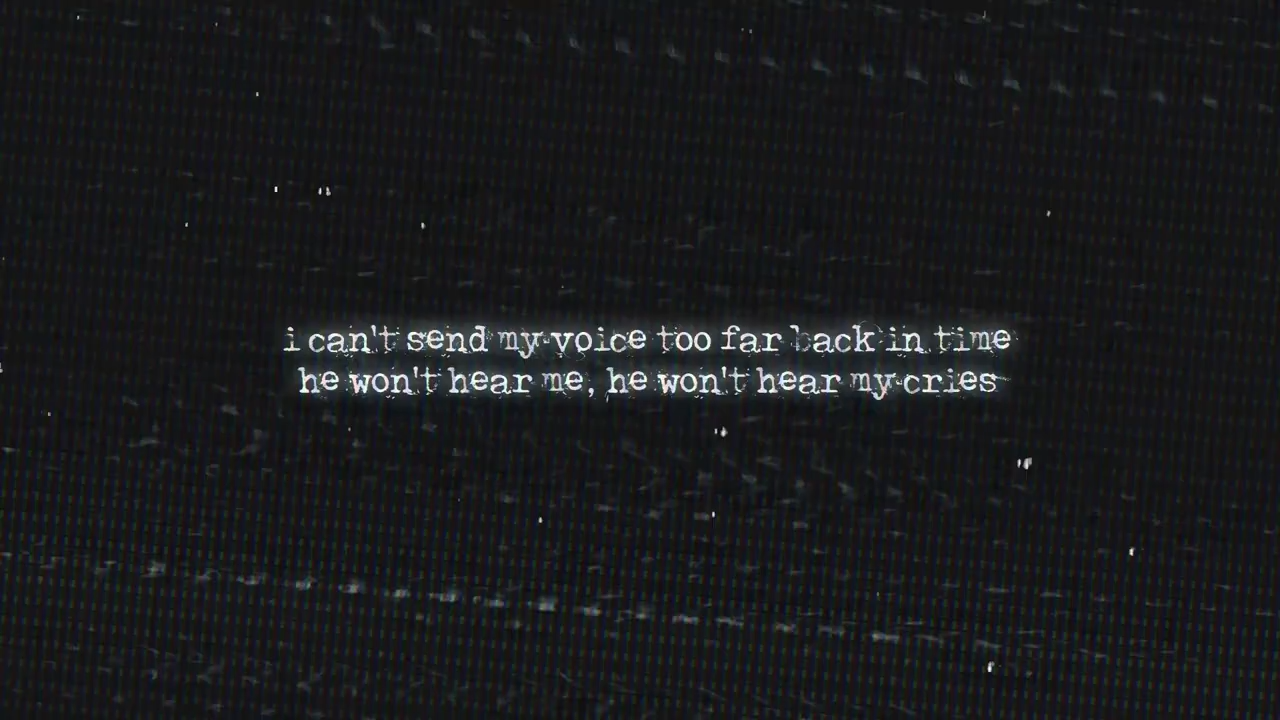 i can't send my voice too far back in time
he won't hear me, he won't hear my cries